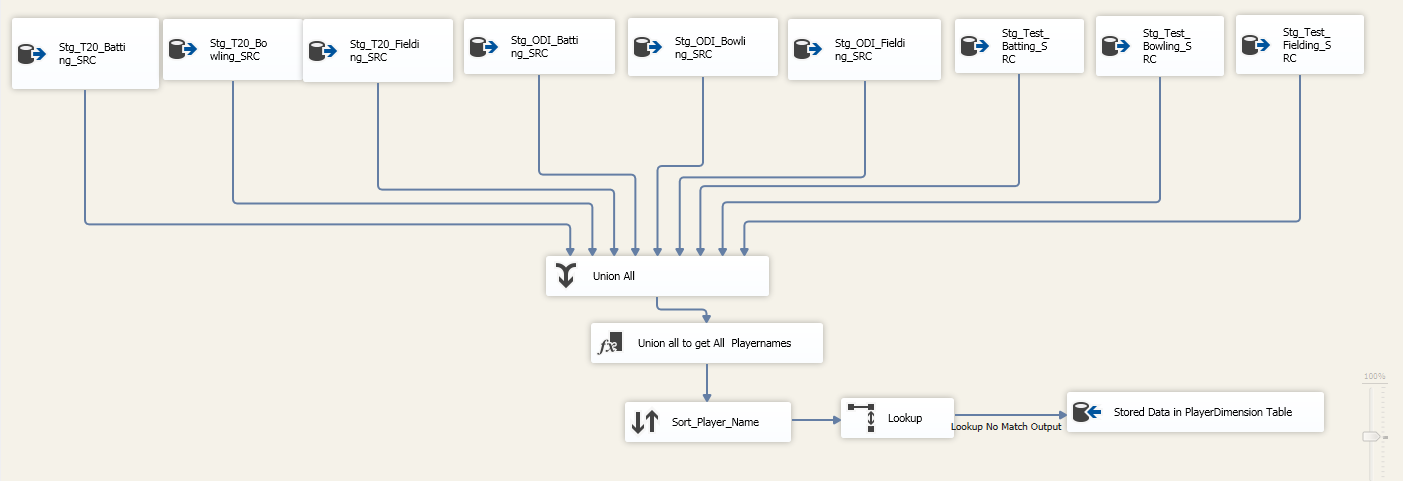 Stg_T20_Batti
ng_SRC
Stg_T20_Bo
wling_SRC
Stg_T20_Fieldi
ng_SRC
Stg_ODI_Batti
ng_SRC
Stg_ODI_Bowli
ng_SRC
Stg_ODI_Fieldi
ng_SRC
Stg_Test_
Batting_S
RC
Stg_Test_
Bowling_S
RC
Stg_Test_
Fielding_S
RC
Union All
fx
Union all to get All  Playernames
100%
Sort_Player_Name
Lookup
Lookup No Match Output
Stored Data in PlayerDimension Table